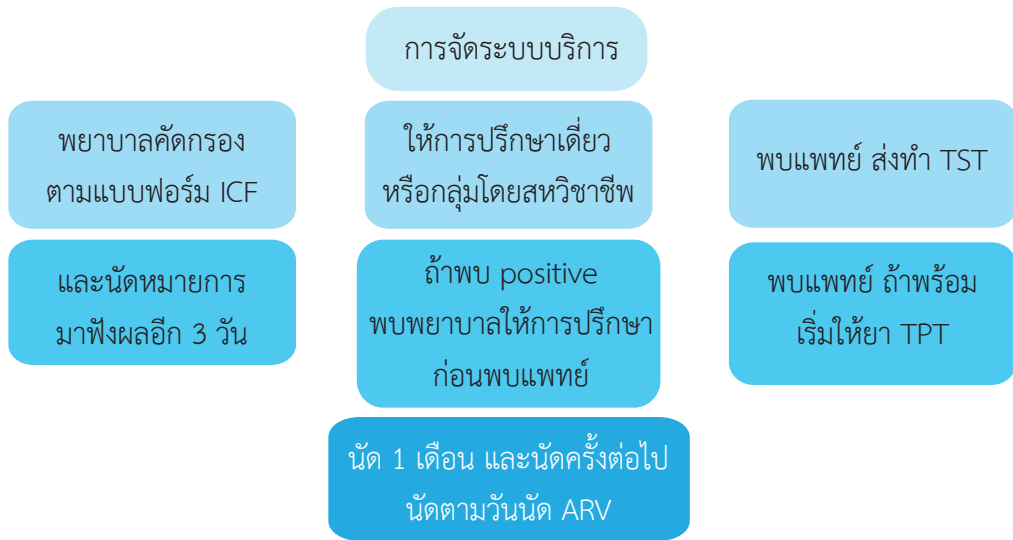 การจัดระบบบริการ
พยาบาลคัดกรอง
ตามแบบฟอร์ม ICF
ให้การปรึกษาเดี่ยว
หรือกลุ่มโดยสหวิชาชีพ
พบแพทย์ ส่งทำ TST
และนัดหมายการ
มาฟังผลอีก 3 วัน
ถ้าพบ positive
พบพยาบาลให้การปรึกษา
ก่อนพบแพทย์
พบแพทย์ ถ้าพร้อม
เริ่มให้ยา TPT
นัด 1 เดือน และนัดครั้งต่อไป
นัดตามวันนัด ARV